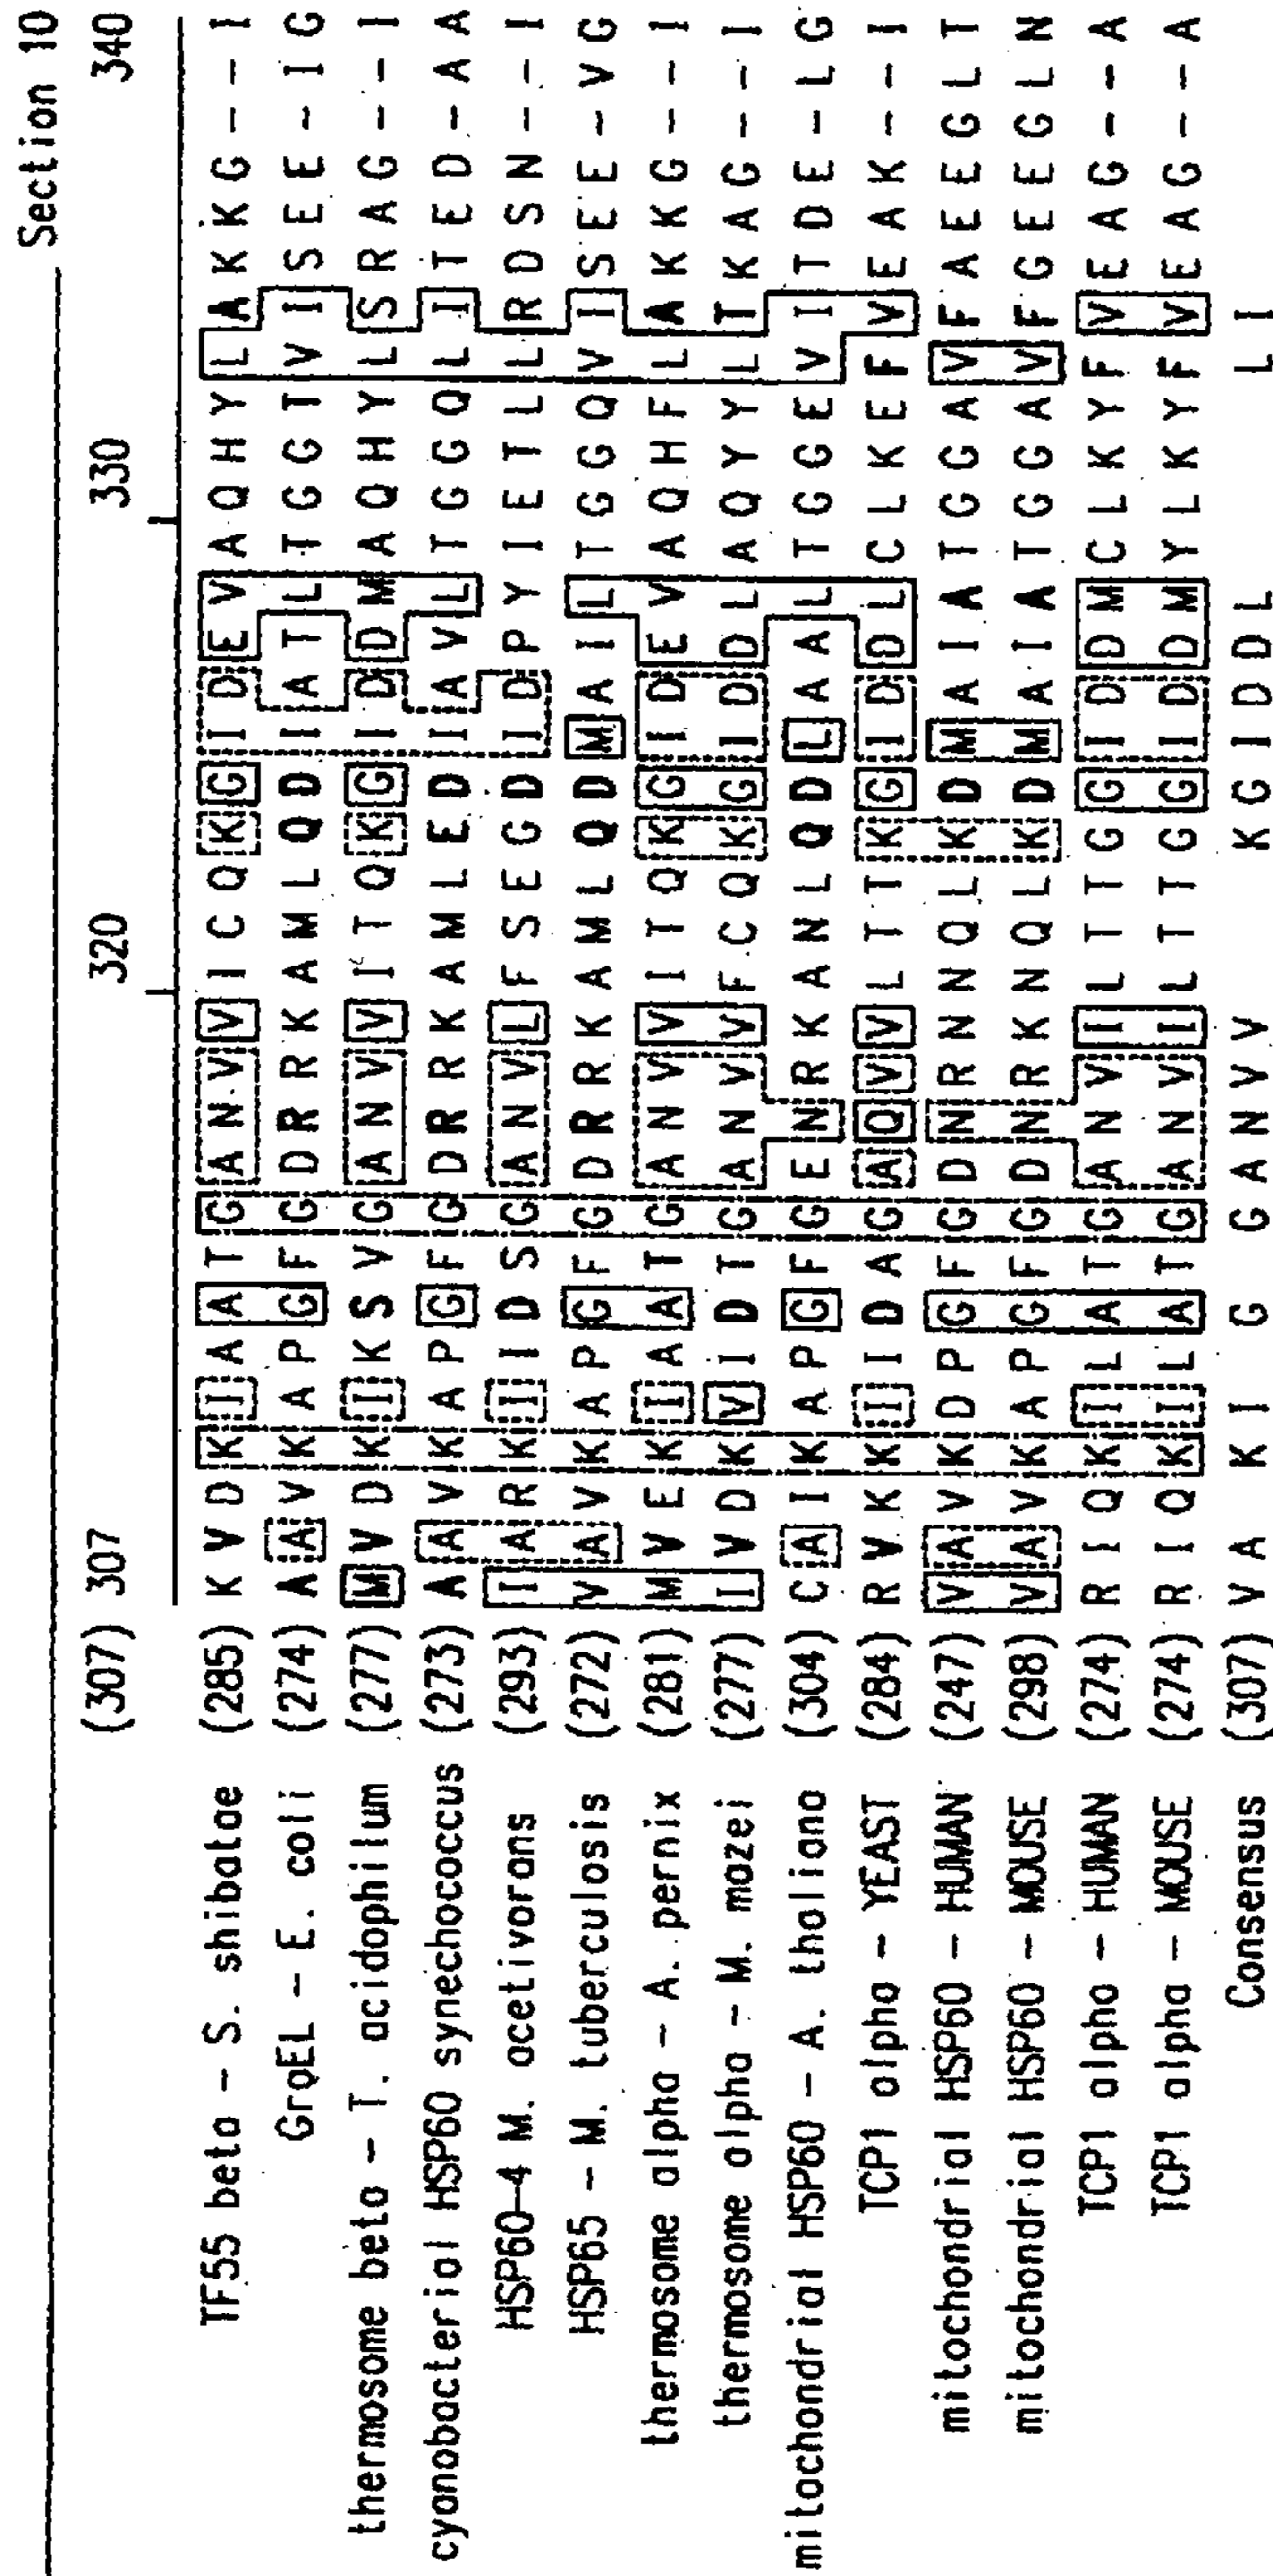 Section 10
(307) 307 320 330 340
TF55 beta – S. shibatae (285) K V D K I A A T G A N V V I C Q K G I D E V A Q H Y L A K K G - - I
GroEL – E. coli (274) A A V K A P G F G D R R K A M L Q D I A T L T G G T V I S E E - I G
thermosome beta – T. acidophilum (277) M V D K I K S V G A N V V I T Q K G I D D M A Q H Y L S R A G - - I
cyanobacterial HSP60 synechococcus (273) A A V K A P G F G D R R K A M L E D I A V L T G G Q L I T E D - A A
HSP60–4 M. acetivorans (293) I A R K I I D S G A N V L F S E G D I D P Y I E T L L R D S N - - I
HSP65 – M. tuberculosis (272) V A V K A P G F G D R R K A M L Q D M A I L T G G Q V I S E E - V G
thermosome alpha – A. pernix (281) M V E K I A A T G A N V V I T Q K G I D E V A Q H F L A K K G - - I
thermosome alpha – M. mazei (277) I V D K V I D T G A N V V F C Q K G I D D L A Q Y Y L T K A G - - I
mitochondrial HSP60 – A. thaliana (304) C A I K A P G F G E N R K A N L Q D L A A L T G G E V I T D E - L G
TCP1 alpha – YEAST (284) R V K K I I D A G A Q V V L T T K G I D D L C L K E F V E A K - - I
mitochondrial HSP60 – HUMAN (247) V A V K D P G F G D N R N N Q L K D M A I A T G G A V F A E E G L T
mitochondrial HSP60 – MOUSE (298) V A V K A P G F G D N R K N Q L K D M A I A T G G A V F G E E G L N
TCP1 alpha – HUMAN (274) R I Q K I L A T G A N V I L T T G G I D D M C L K Y F V E A G - - A
TCP1 alpha – MOUSE (274) R I Q K I L A T G A N V I L T T G G I D D M Y L K Y F V E A G - - A
Consensus (307) V A K I G G A N V V K G I D D L L I